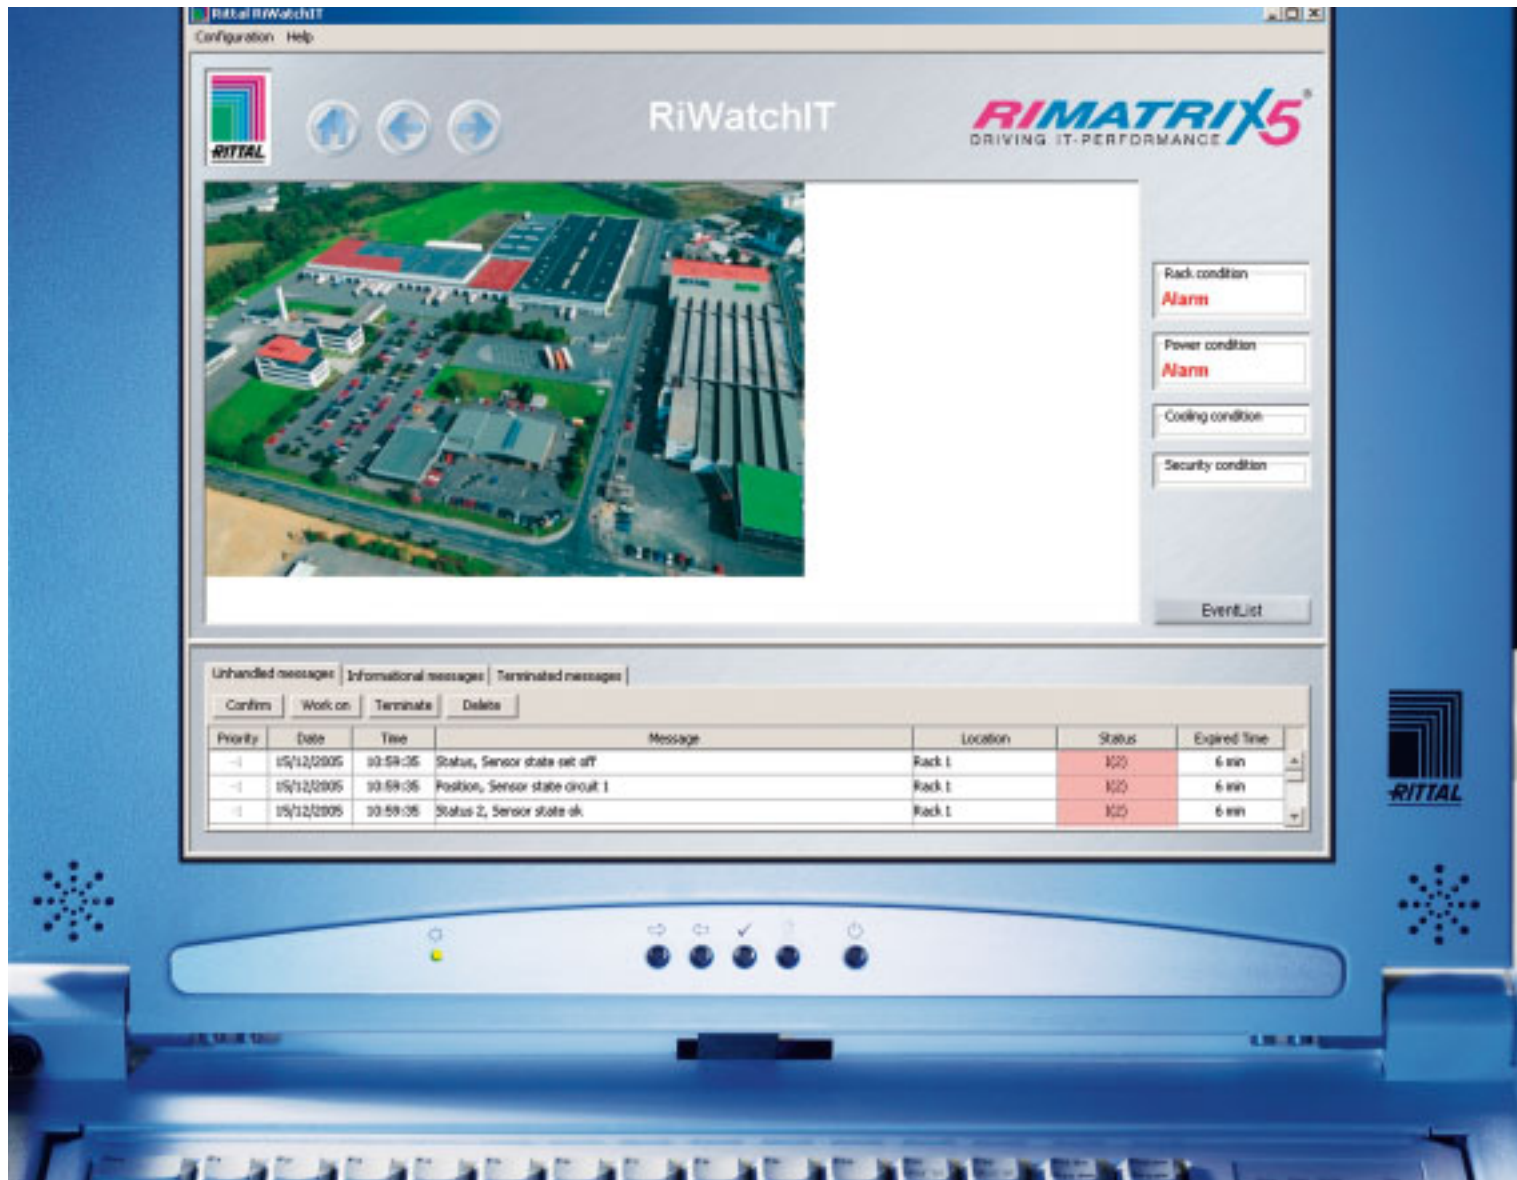 Rittal RiWatchIT
Configuration Help
RITTAL
RiWatchIT
RIMATRIX5®
DRIVING IT-PERFORMANCE
Rack condition
Alarm
Power condition
Alarm
Cooling condition
Security condition
EventList
Unhandled messages Informational messages Terminated messages
Confirm Work on Terminate Delete
Priority Date Time Message Location Status Expired Time
15/12/2005 10:59:35 Status, Sensor state set off Rack 1 6 min
15/12/2005 10:59:35 Position, Sensor state circuit 1 Rack 1 6 min
15/12/2005 10:59:35 Status 2, Sensor state ok Rack 1 6 min
RITTAL